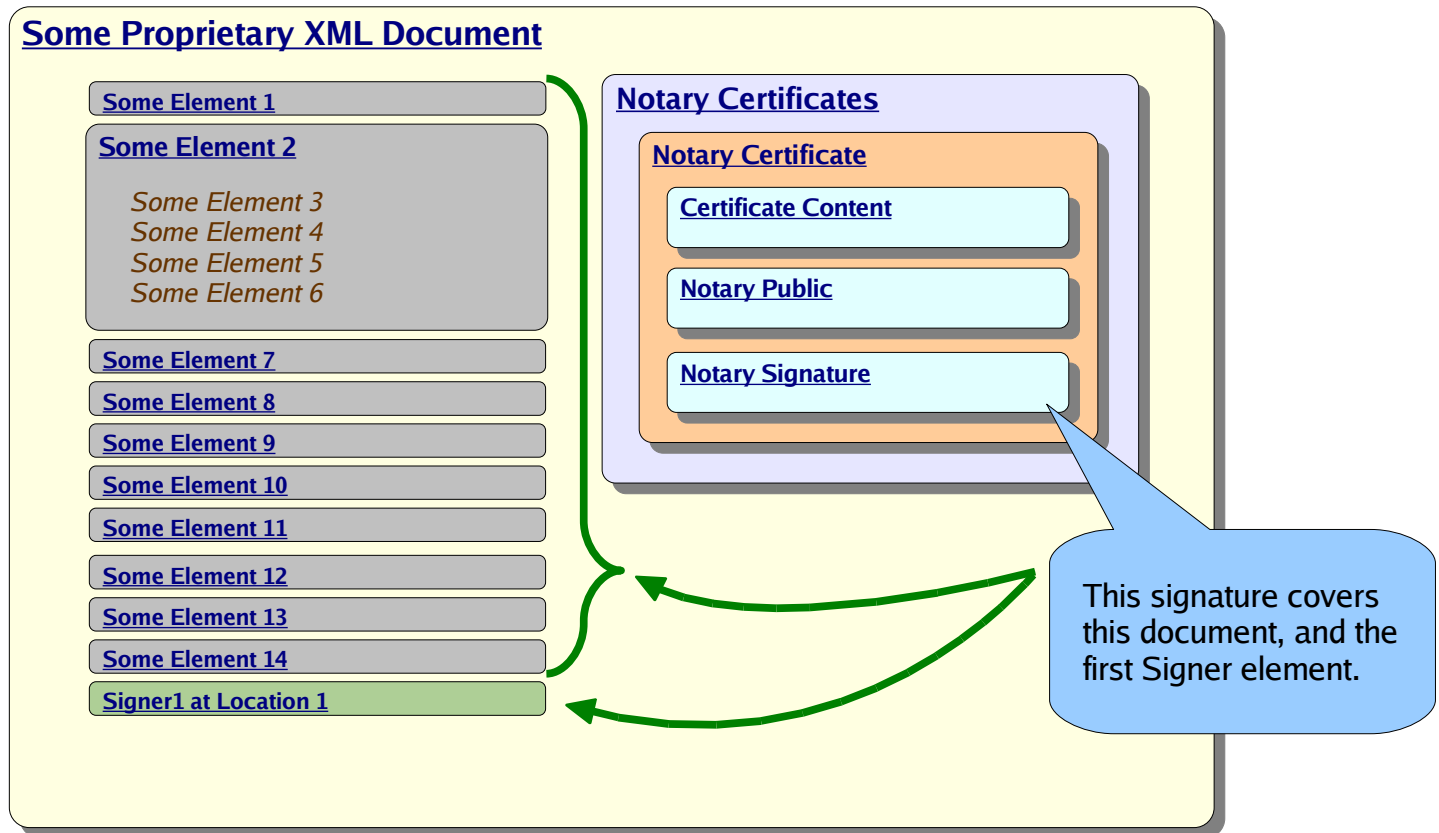 Some Proprietary XML Document
Some Element 1
Some Element 2
Some Element 3
Some Element 4
Some Element 5
Some Element 6
Some Element 7
Some Element 8
Some Element 9
Some Element 10
Some Element 11
Some Element 12
Some Element 13
Some Element 14
Signer1 at Location 1
Notary Certificates
Notary Certificate
Certificate Content
Notary Public
Notary Signature
This signature covers
this document, and the
first Signer element.